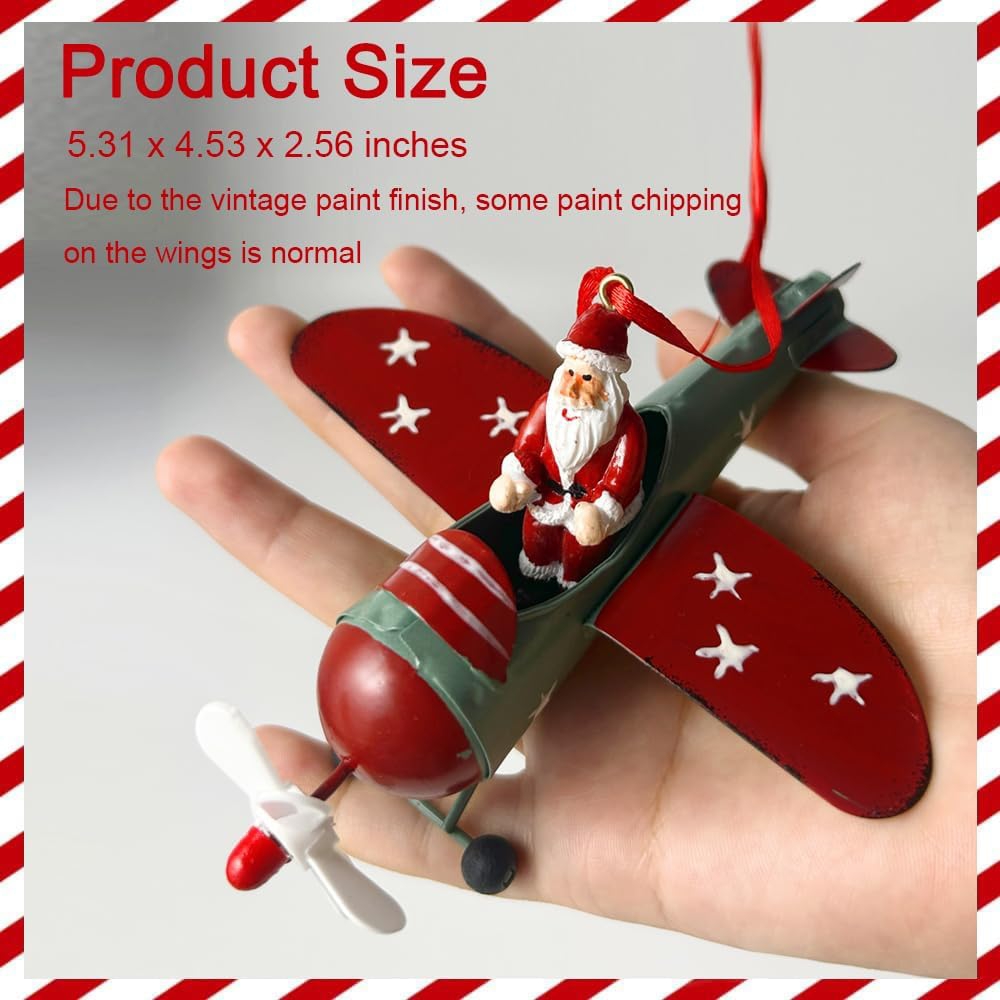 Product Size
5.31 x 4.53 x 2.56 inches
Due to the vintage paint finish, some paint chipping
on the wings is normal